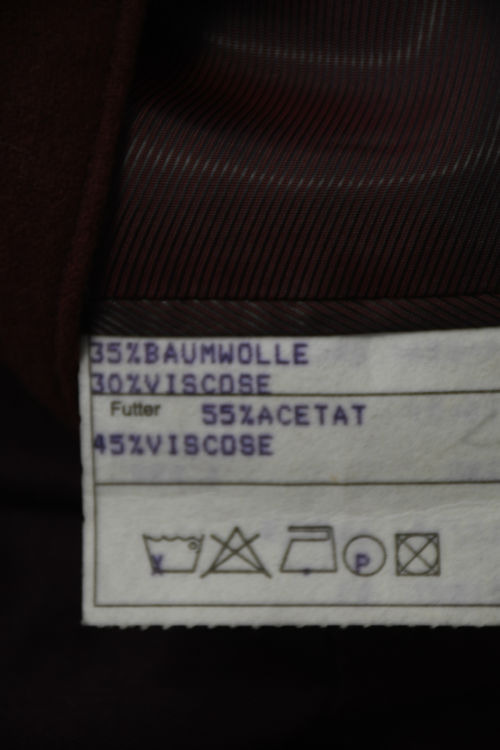 35%BAUMWOLLE
30%VISCOSE
Futter 55%ACETAT
45%VISCOSE
X P